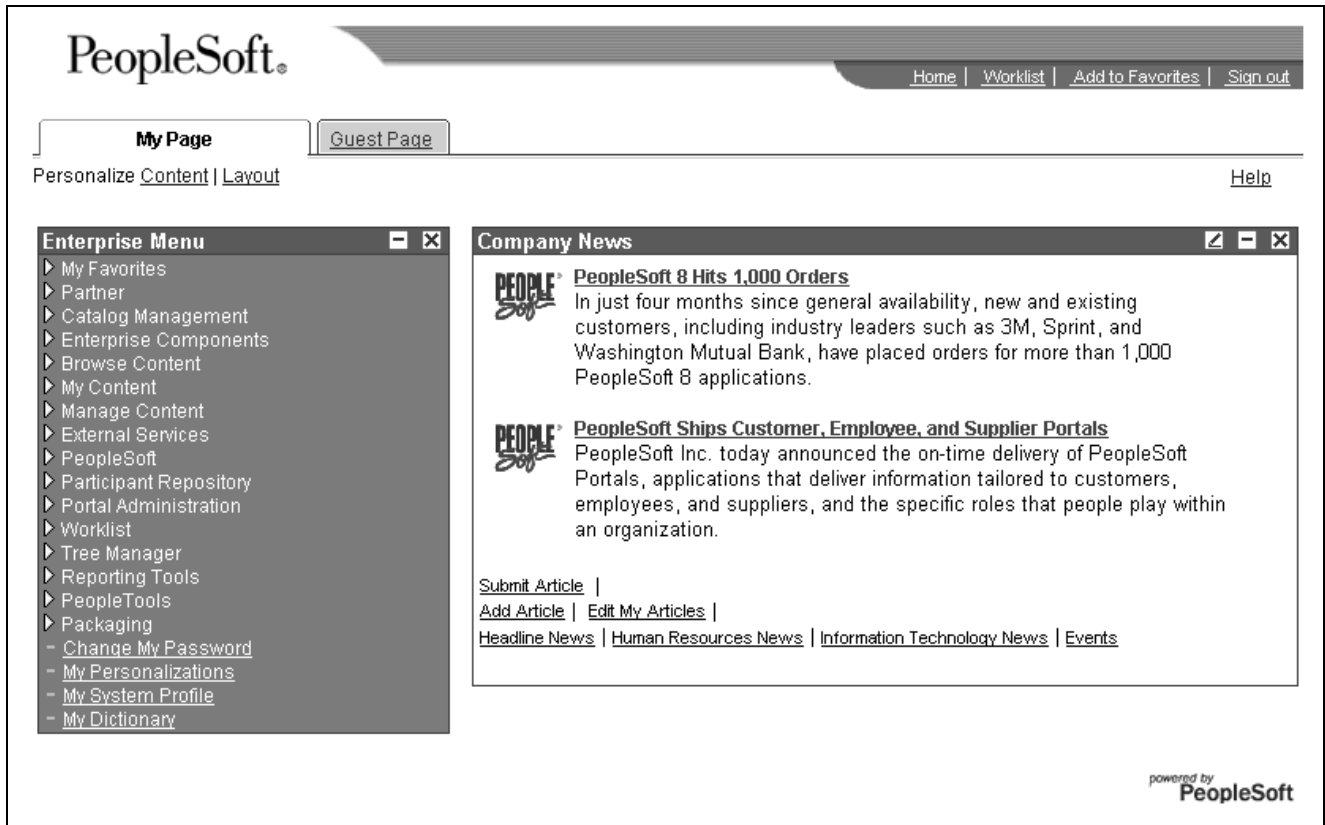 PeopleSoft®
Home | Worklist | Add to Favorites | Sign out
My Page
Guest Page
Personalize Content | Layout
Help
Enterprise Menu
My Favorites
Partner
Catalog Management
Enterprise Components
Browse Content
My Content
Manage Content
External Services
PeopleSoft
Participant Repository
Portal Administration
Worklist
Tree Manager
Reporting Tools
PeopleTools
Packaging
- Change My Password
- My Personalizations
- My System Profile
- My Dictionary
Company News
PEOPLE Soft
PeopleSoft 8 Hits 1,000 Orders
In just four months since general availability, new and existing
customers, including industry leaders such as 3M, Sprint, and
Washington Mutual Bank, have placed orders for more than 1,000
PeopleSoft 8 applications.
PEOPLE Soft
PeopleSoft Ships Customer, Employee, and Supplier Portals
PeopleSoft Inc. today announced the on-time delivery of PeopleSoft
Portals, applications that deliver information tailored to customers,
employees, and suppliers, and the specific roles that people play within
an organization.
Submit Article |
Add Article | Edit My Articles |
Headline News | Human Resources News | Information Technology News | Events
powered by
PeopleSoft